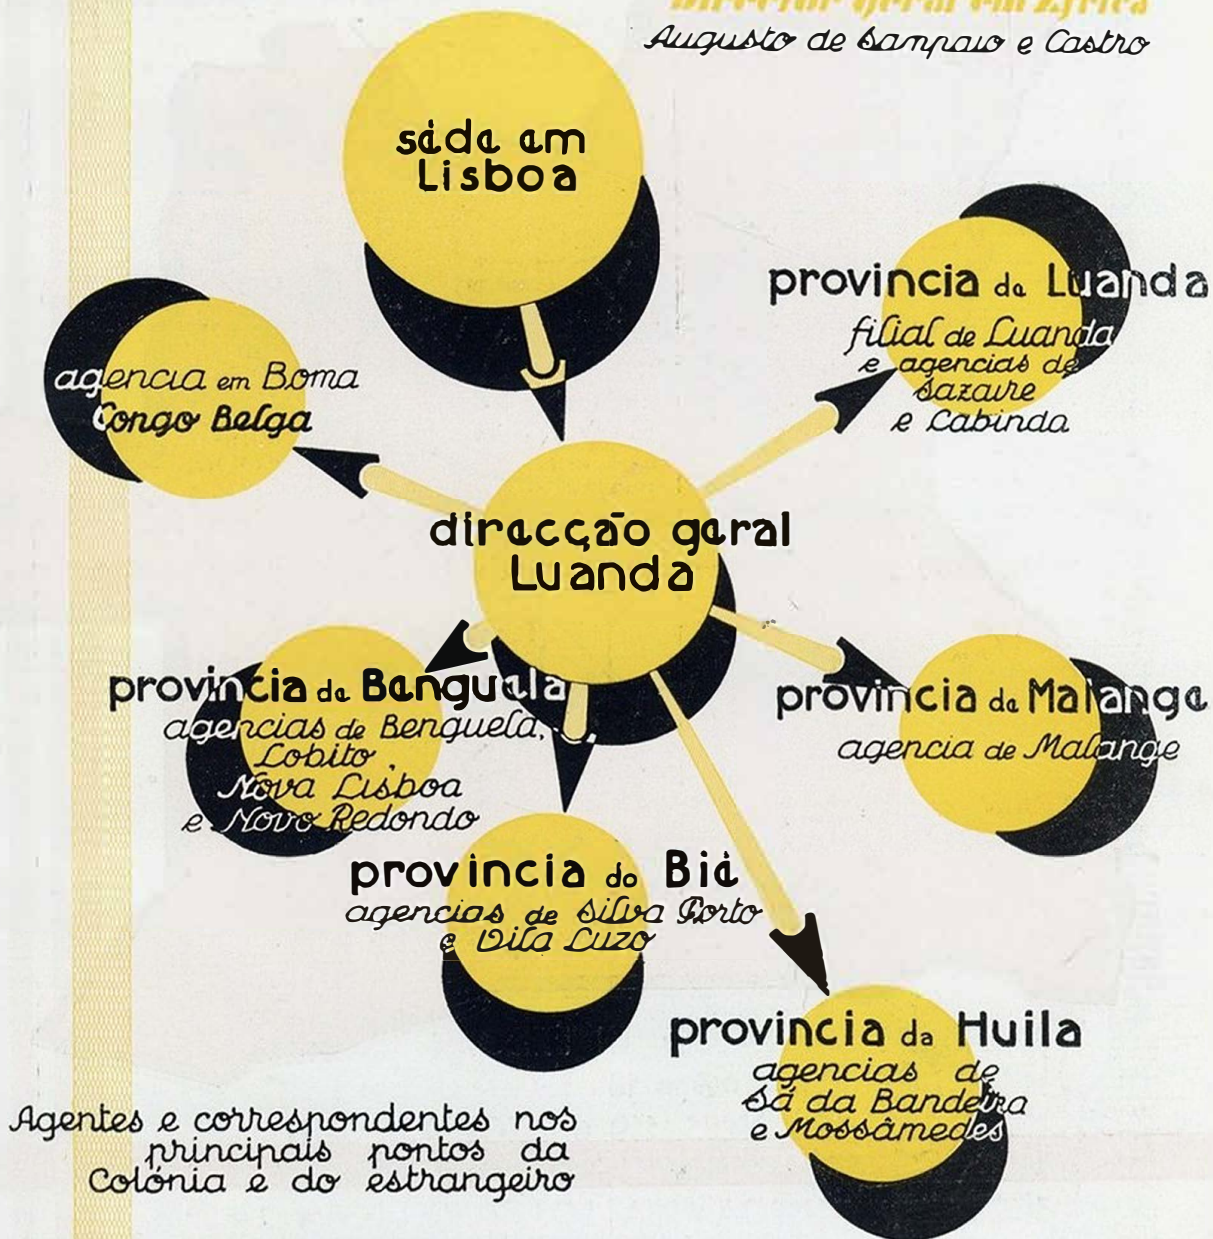 Augusto de Sampaio e Castro
séde em
Lisboa
provincia de Luanda
filial de Luanda
e agencias de
Sazaire
e Cabinda
agencia em Boma
Congo Belga
direcção geral
Luanda
provincia de Benguela
agencias de Benguela,
Lobito,
Nova Lisboa
e Novo Redondo
provincia de Malange
agencia de Malange
provincia do Bié
agencias de Silva Porto
e Vila Luzo
provincia da Huila
agencias de
Sá da Bandeira
e Mossâmedes
Agentes e correspondentes nos
principais pontos da
Colónia e do estrangeiro